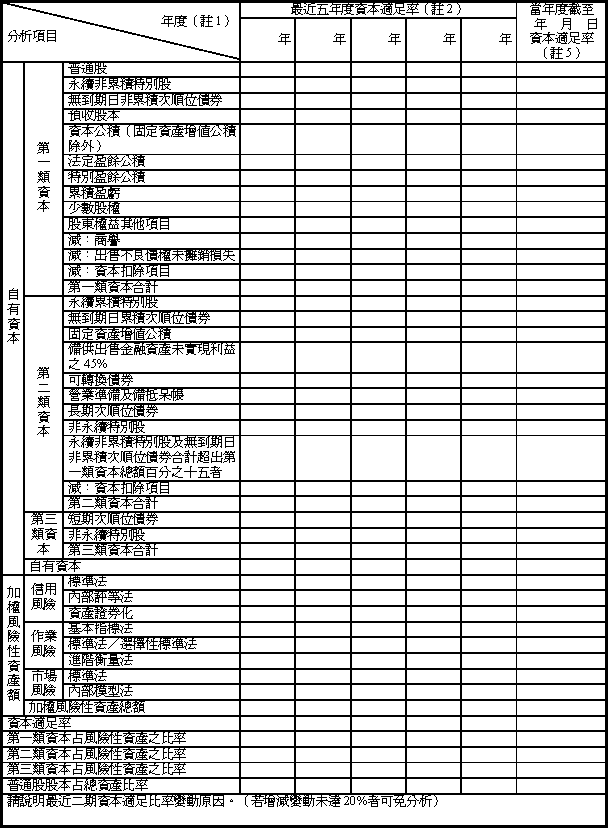 年度（註1）
分析項目
最近五年度資本適足率（註2）
年 年 年 年 年
當年度截至
年 月 日
資本適足率
（註5）
自有資本
第一類資本
普通股
永續非累積特別股
無到期日非累積次順位債券
預收股本
資本公積（固定資產增值公積
除外）
法定盈餘公積
特別盈餘公積
累積盈虧
少數股權
股東權益其他項目
減：商譽
減：出售不良債權未攤銷損失
減：資本扣除項目
第一類資本合計
第二類資本
永續累積特別股
無到期日累積次順位債券
固定資產增值公積
備供出售金融資產未實現利益
之45%
可轉換債券
營業準備及備抵呆帳
長期次順位債券
非永續特別股
永續非累積特別股及無到期日
非累積次順位債券合計超出第
一類資本總額百分之十五者
減：資本扣除項目
第二類資本合計
第三
類資
本
短期次順位債券
非永續特別股
第三類資本合計
自有資本
加權風險性資產額
信用
風險
標準法
內部評等法
資產證券化
作業
風險
基本指標法
標準法／選擇性標準法
進階衡量法
市場
風險
標準法
內部模型法
加權風險性資產總額
資本適足率
第一類資本占風險性資產之比率
第二類資本占風險性資產之比率
第三類資本占風險性資產之比率
普通股股本占總資產比率
請說明最近二期資本適足比率變動原因。（若增減變動未達20%者可免分析）